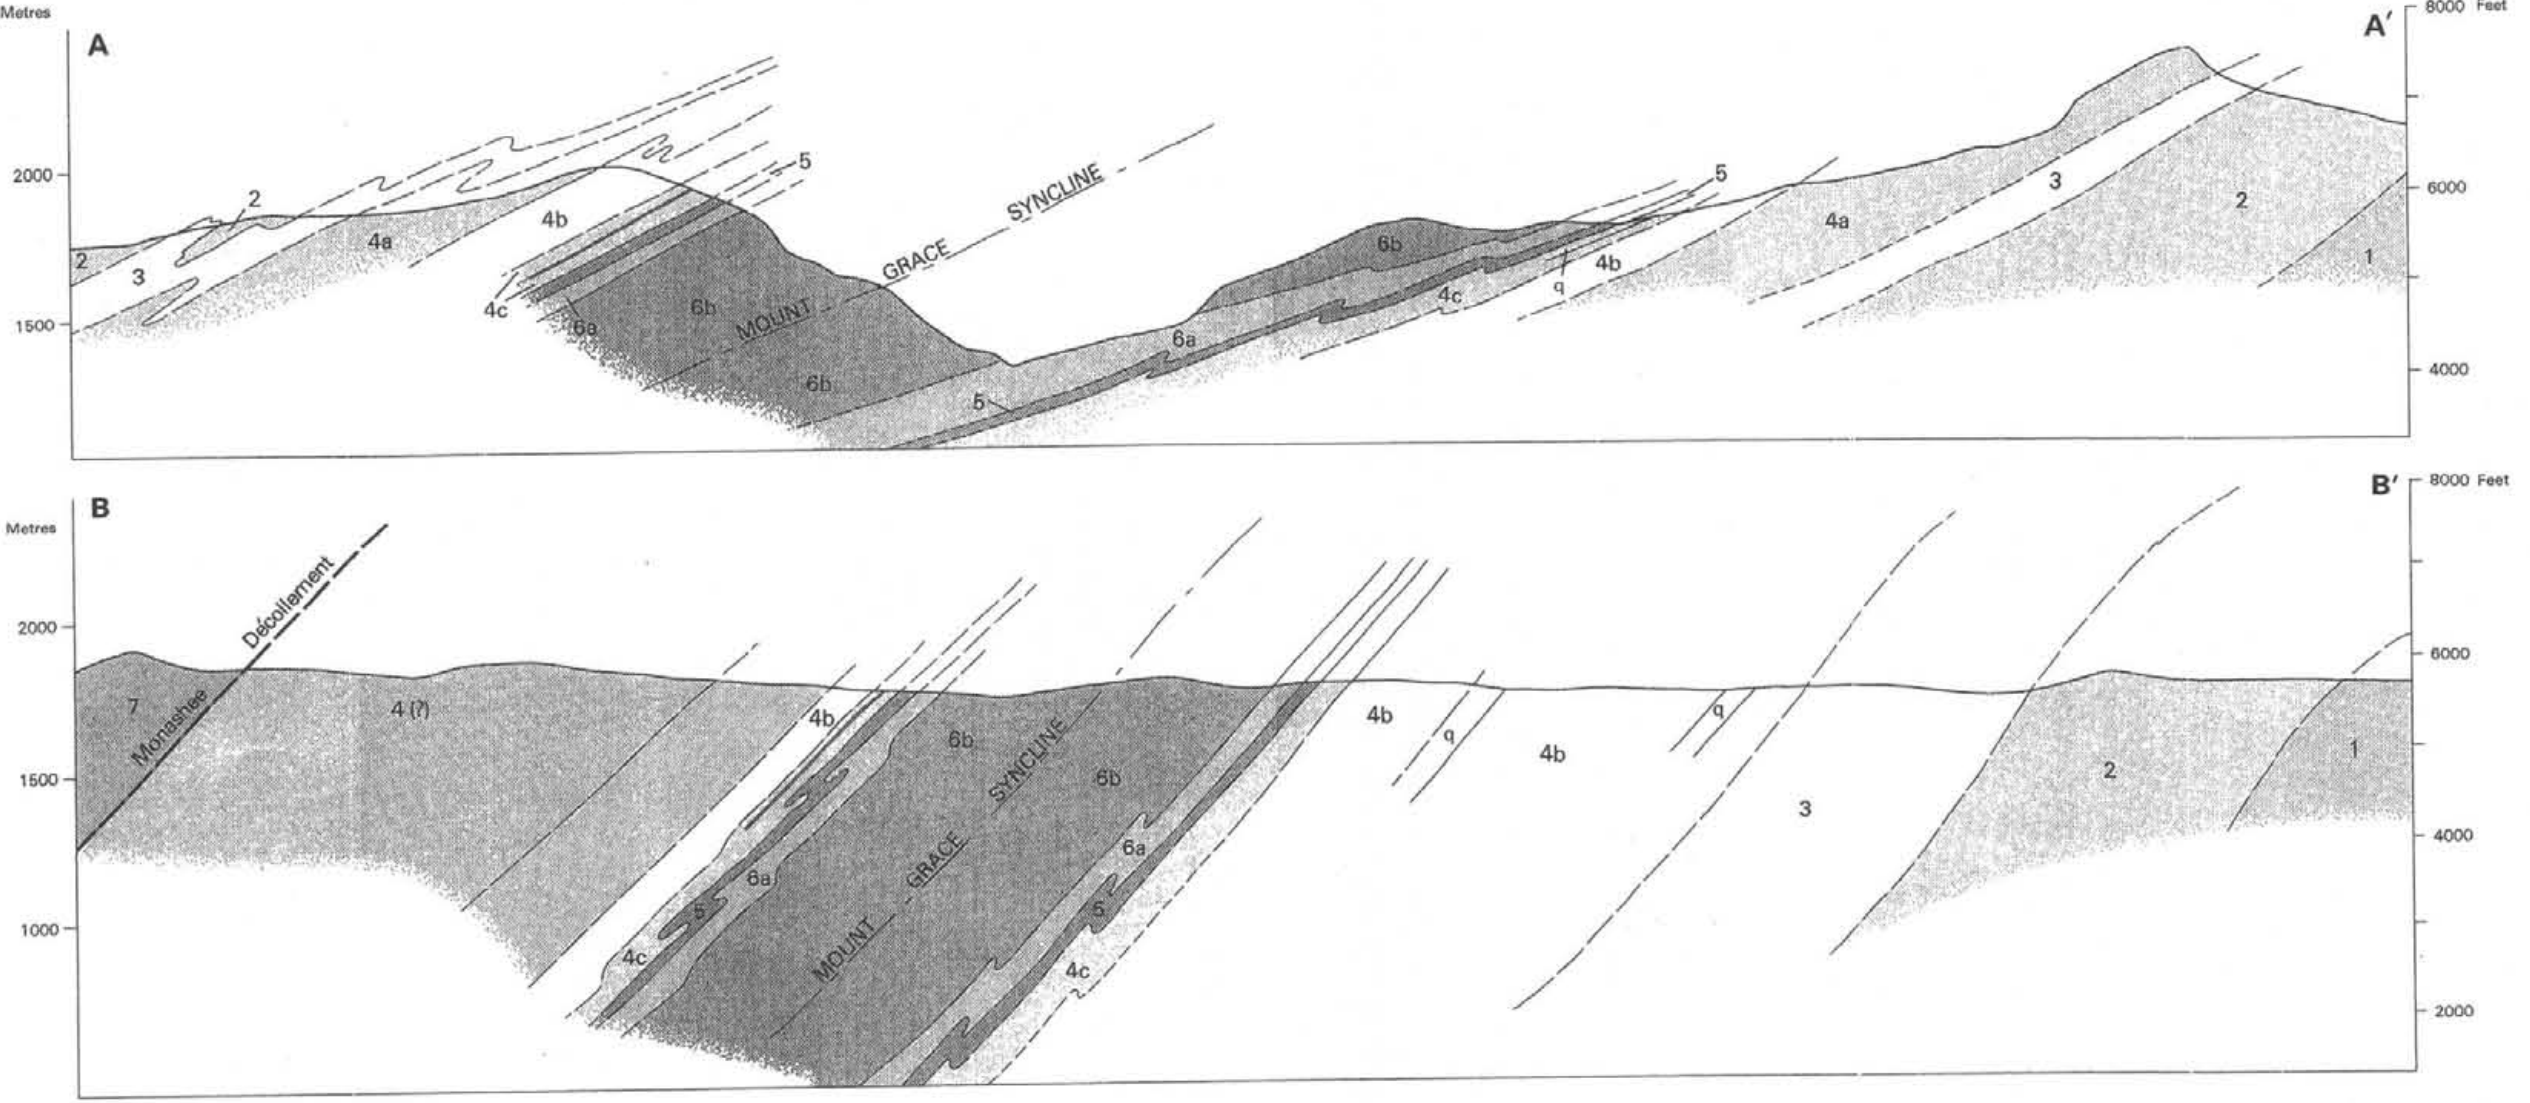 Metres
8000 Feet
A
A′
5
5
2000
2
6000
SYNCLINE
3
2
4b
4a
4a
GRACE
6b
2
3
4b
1
q
4c
4c
6b
1500
6a
MOUNT
6a
6b
4000
5
B
B′
8000 Feet
Metres
Décollement
2000
6000
7
4 (?)
4b
4b
Monashee
6b
SYNCLINE
q
q
1500
6b
4b
2
1
3
4000
6a
GRACE
6a
5
5
1000
4c
MOUNT
4c
?
2000